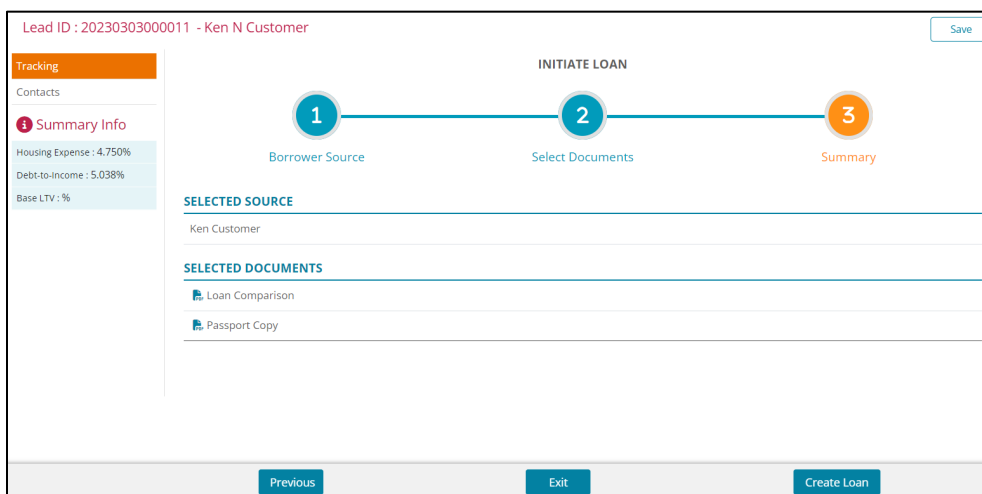 Lead ID : 20230303000011 - Ken N Customer
Save
Tracking
Contacts
Summary Info
Housing Expense : 4.750%
Debt-to-Income : 5.038%
Base LTV : %
INITIATE LOAN
1
2
3
Borrower Source
Select Documents
Summary
SELECTED SOURCE
Ken Customer
SELECTED DOCUMENTS
PDF Loan Comparison
PDF Passport Copy
Previous
Exit
Create Loan